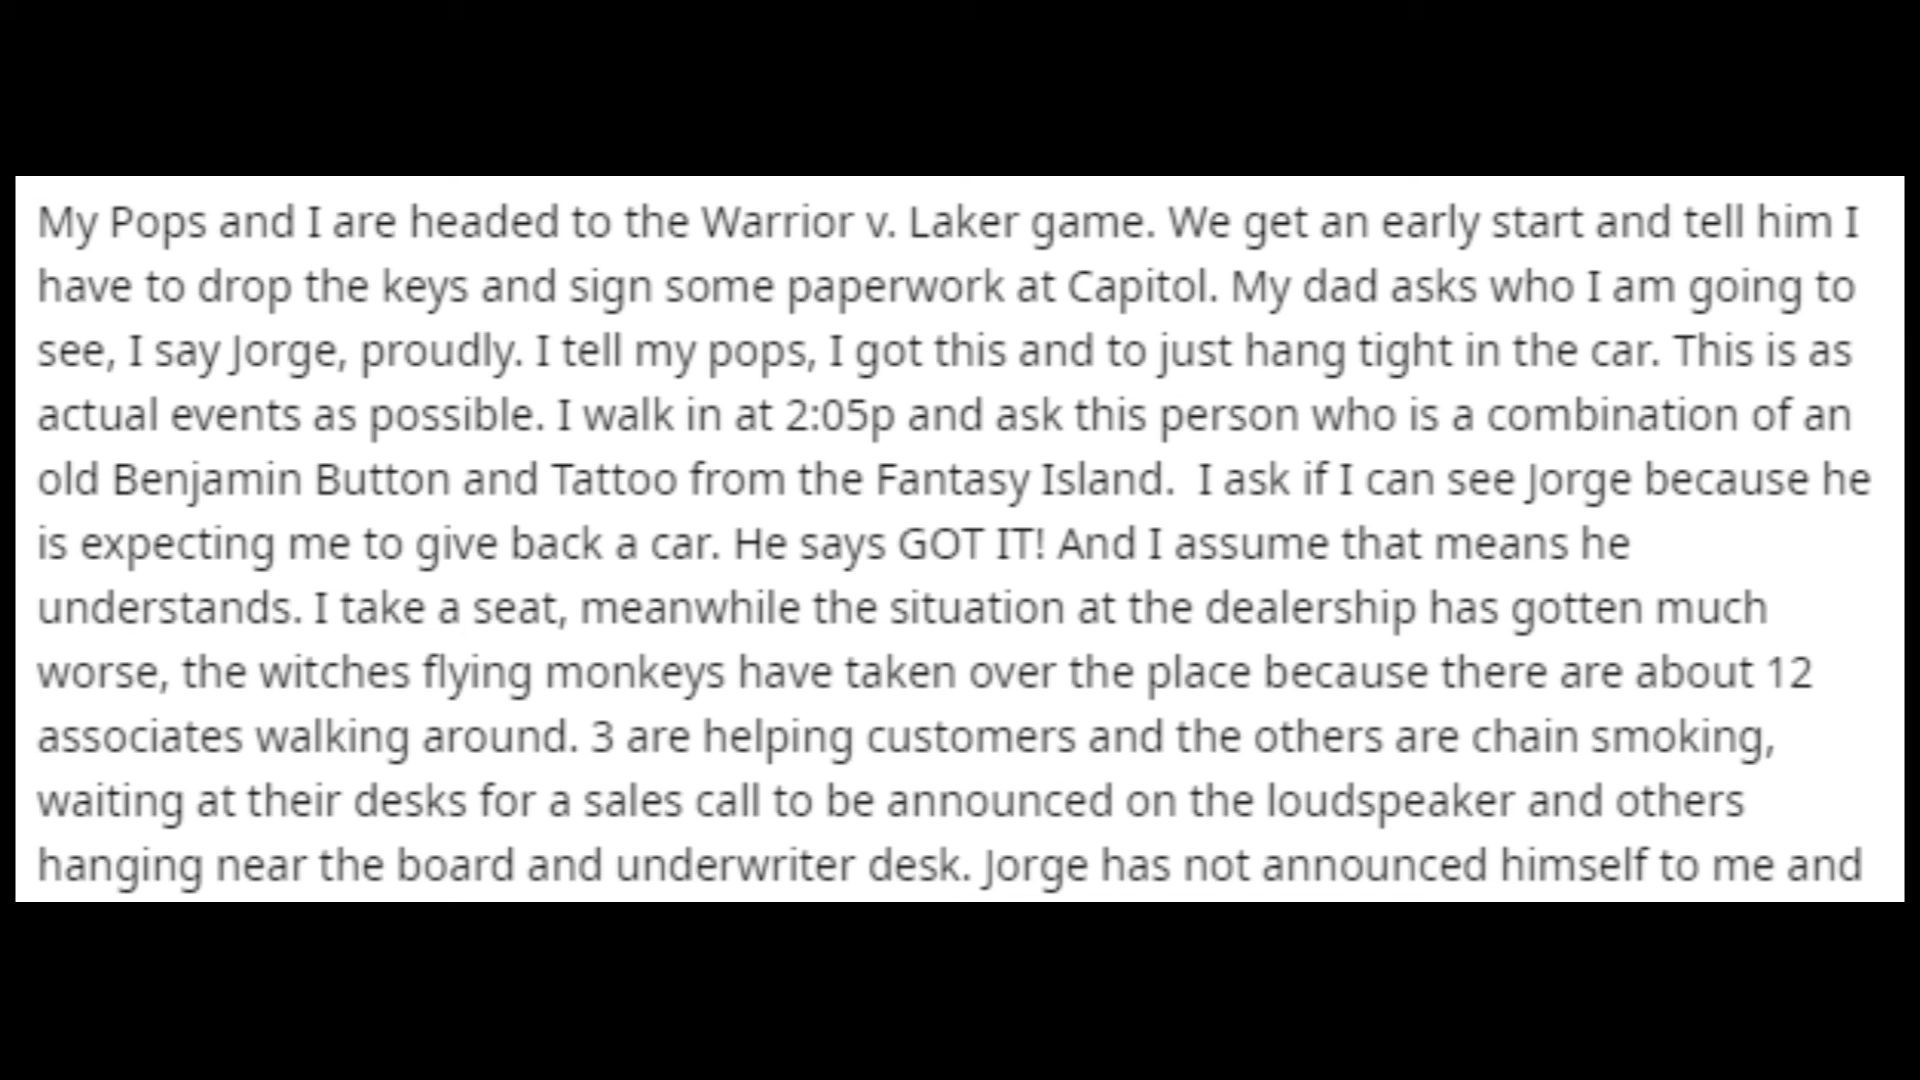 My Pops and I are headed to the Warrior v. Laker game. We get an early start and tell him I
have to drop the keys and sign some paperwork at Capitol. My dad asks who I am going to
see, I say Jorge, proudly. I tell my pops, I got this and to just hang tight in the car. This is as
actual events as possible. I walk in at 2:05p and ask this person who is a combination of an
old Benjamin Button and Tattoo from the Fantasy Island.  I ask if I can see Jorge because he
is expecting me to give back a car. He says GOT IT! And I assume that means he
understands. I take a seat, meanwhile the situation at the dealership has gotten much
worse, the witches flying monkeys have taken over the place because there are about 12
associates walking around. 3 are helping customers and the others are chain smoking,
waiting at their desks for a sales call to be announced on the loudspeaker and others
hanging near the board and underwriter desk. Jorge has not announced himself to me and